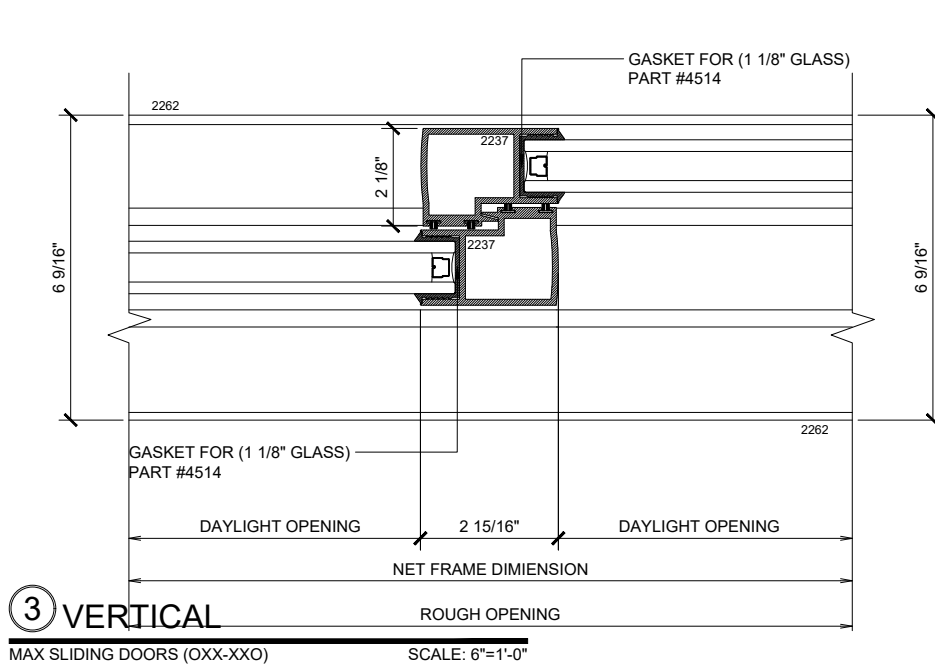 GASKET FOR (1 1/8" GLASS)
PART #4514
2262
2237
2 1/8"
6 9/16"
6 9/16"
2237
2262
GASKET FOR (1 1/8" GLASS)
PART #4514
DAYLIGHT OPENING
2 15/16"
DAYLIGHT OPENING
NET FRAME DIMIENSION
ROUGH OPENING
3 VERTICAL
MAX SLIDING DOORS (OXX-XXO) SCALE: 6"=1'-0"